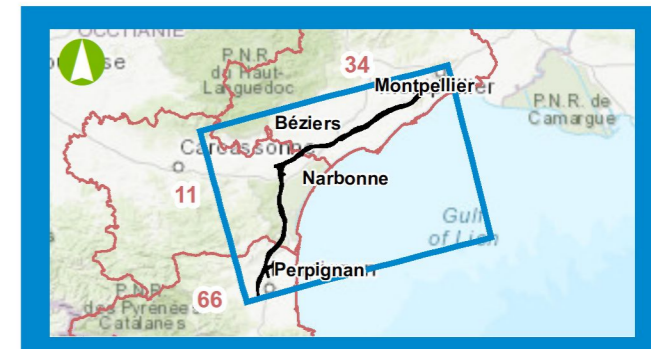 OCCITANIE
P.N.R.
du Haut-
Languedoc
34
Montpellier
P.N.R. de
Camargue
Béziers
Carcassonne
Narbonne
11
Gulf
of Lion
Perpignan
P.N.R.
des Pyrénées
Catalanes
66